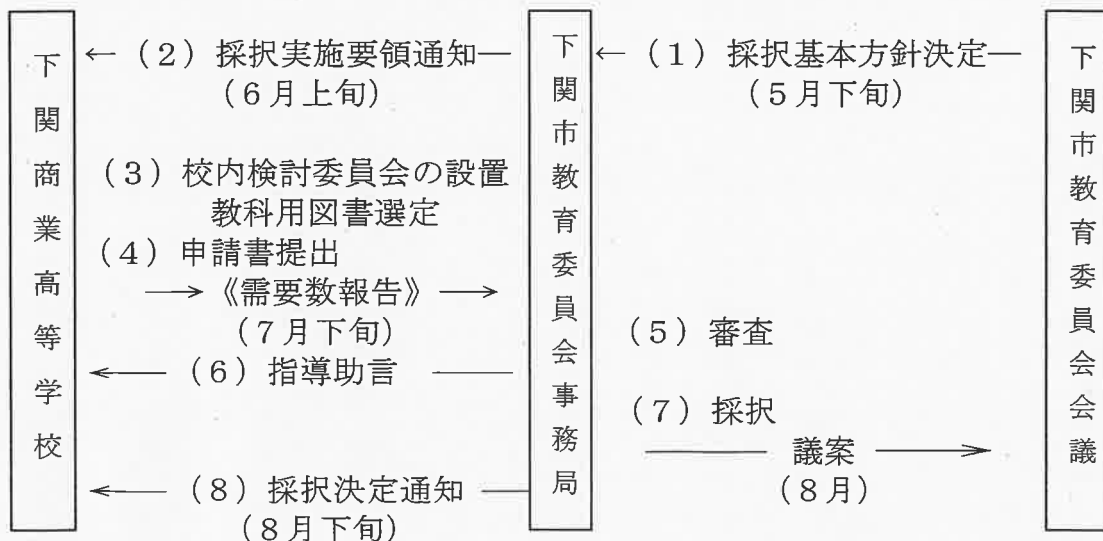 下関商業高等学校
← (2) 採択実施要領通知―
(6月上旬)
(3) 校内検討委員会の設置
教科用図書選定
(4) 申請書提出
→《需要数報告》→
(7月下旬)
← (6) 指導助言 ―
← (8) 採択決定通知 ―
(8月下旬)
下関市教育委員会事務局
← (1) 採択基本方針決定―
(5月下旬)
(5) 審査
(7) 採択
― 議案 →
(8月)
下関市教育委員会会議